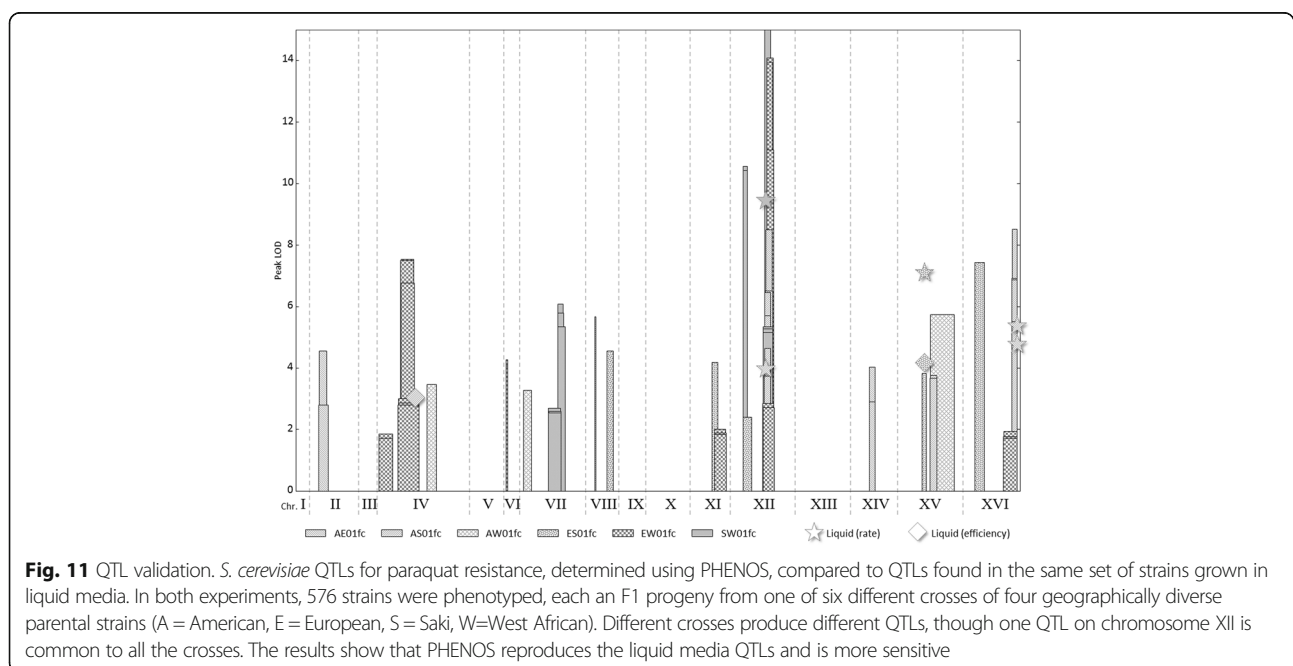 14
12
10
8
6
4
2
0
Peak LOD
Chr. I II III IV V VI VII VIII IX X XI XII XIII XIV XV XVI
AE01fc AS01fc AW01fc ES01fc EW01fc SW01fc Liquid (rate) Liquid (efficiency)
Fig. 11 QTL validation. S. cerevisiae QTLs for paraquat resistance, determined using PHENOS, compared to QTLs found in the same set of strains grown in
liquid media. In both experiments, 576 strains were phenotyped, each an F1 progeny from one of six different crosses of four geographically diverse
parental strains (A = American, E = European, S = Saki, W=West African). Different crosses produce different QTLs, though one QTL on chromosome XII is
common to all the crosses. The results show that PHENOS reproduces the liquid media QTLs and is more sensitive